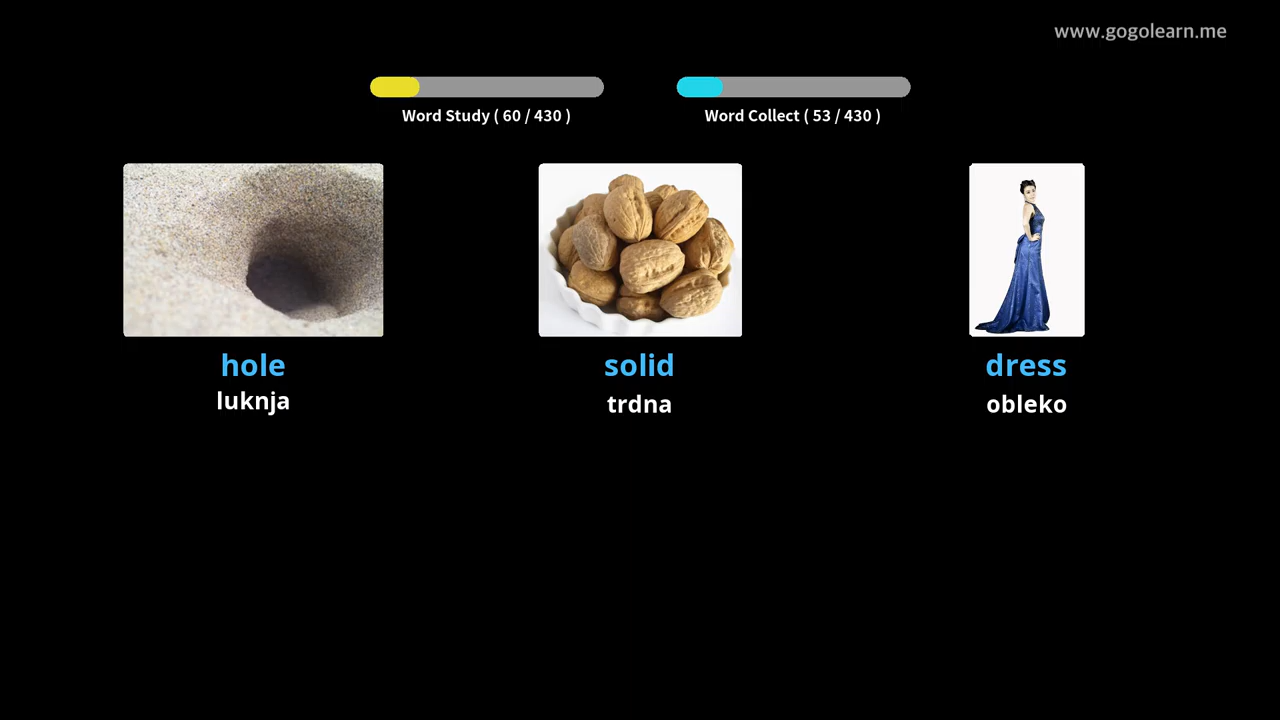 www.gogolearn.me
Word Study ( 60 / 430 )
Word Collect ( 53 / 430 )
hole
luknja
solid
trdna
dress
obleko